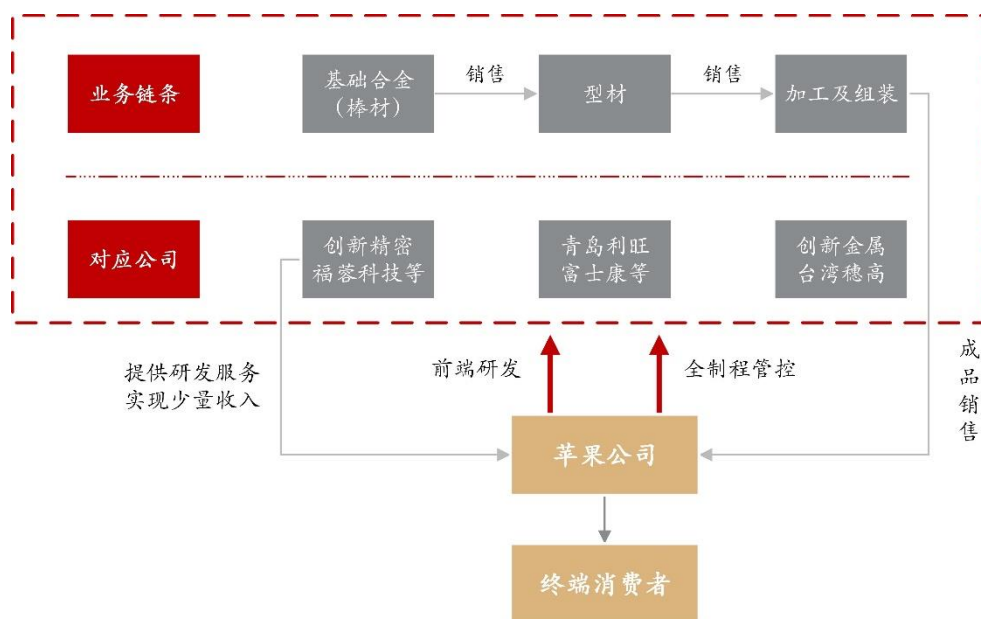 业务链条
基础合金
（棒材）
销售
型材
销售
加工及组装
对应公司
创新精密
福蓉科技等
青岛利旺
富士康等
创新金属
台湾穗高
提供研发服务
实现少量收入
前端研发
全制程管控
成品销售
苹果公司
终端消费者